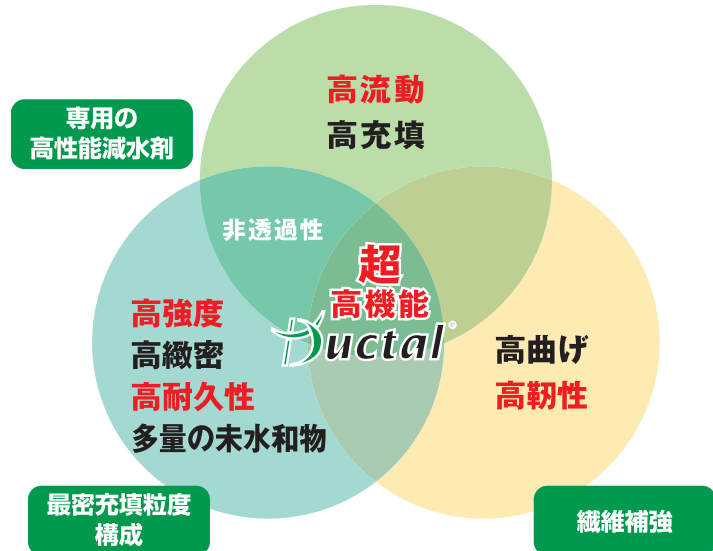 高流動
高充填
専用の
高性能減水剤
非透過性
超
高機能
Ductal®
高強度
高緻密
高耐久性
多量の未水和物
高曲げ
高靭性
最密充填粒度
構成
繊維補強